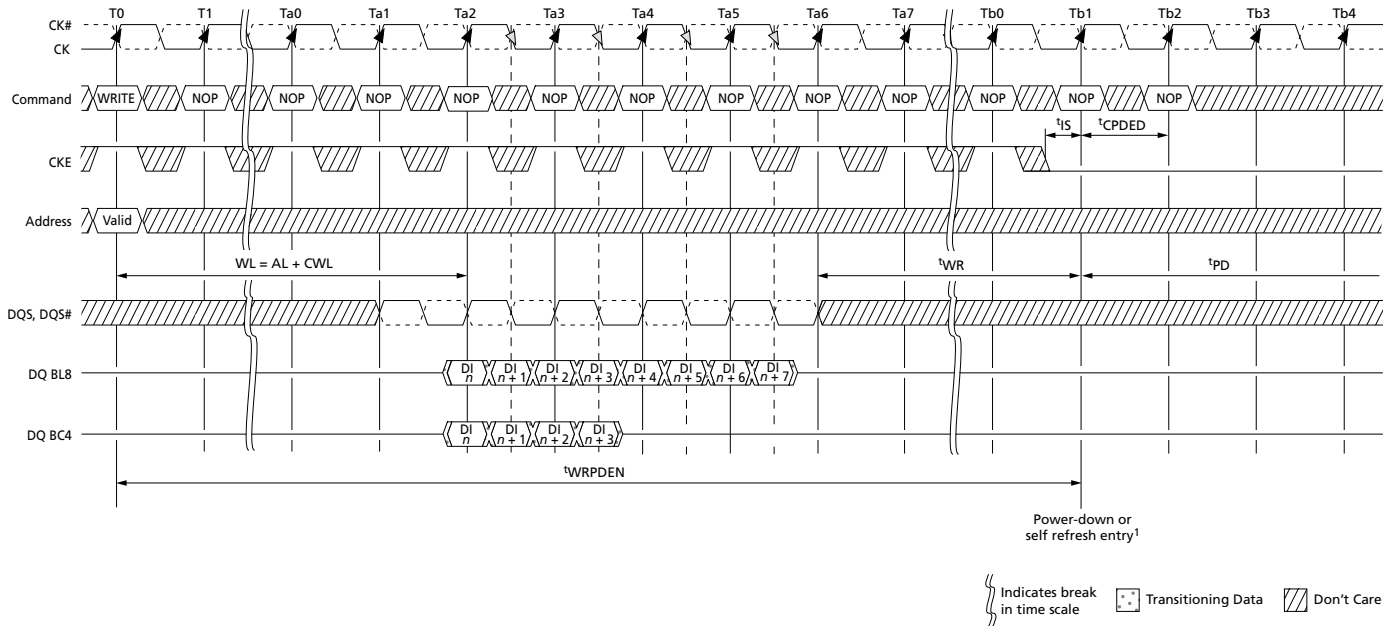 T0 T1 Ta0 Ta1 Ta2 Ta3 Ta4 Ta5 Ta6 Ta7 Tb0 Tb1 Tb2 Tb3 Tb4
CK#
CK
Command WRITE NOP NOP NOP NOP NOP NOP NOP NOP NOP NOP NOP NOP
tIS tCPDED
CKE
Address Valid
WL = AL + CWL tWR tPD
DQS, DQS#
DQ BL8 DI n DI n + 1 DI n + 2 DI n + 3 DI n + 4 DI n + 5 DI n + 6 DI n + 7
DQ BC4 DI n DI n + 1 DI n + 2 DI n + 3
tWRPDEN
Power-down or
self refresh entry1
Indicates break
in time scale
Transitioning Data
Don't Care